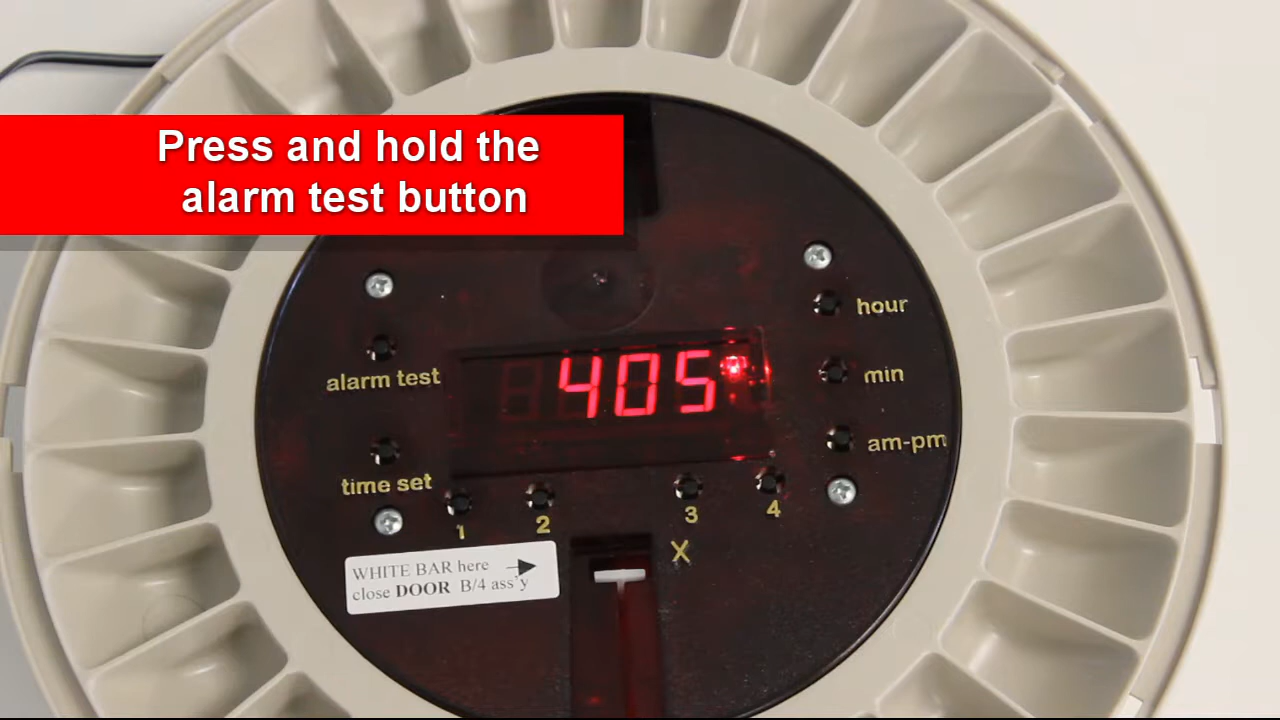 Press and hold the
alarm test button
hour
405
min
alarm test
am-pm
time set
1
2
3
4
X
WHITE BAR here
close DOOR B/4 ass'y